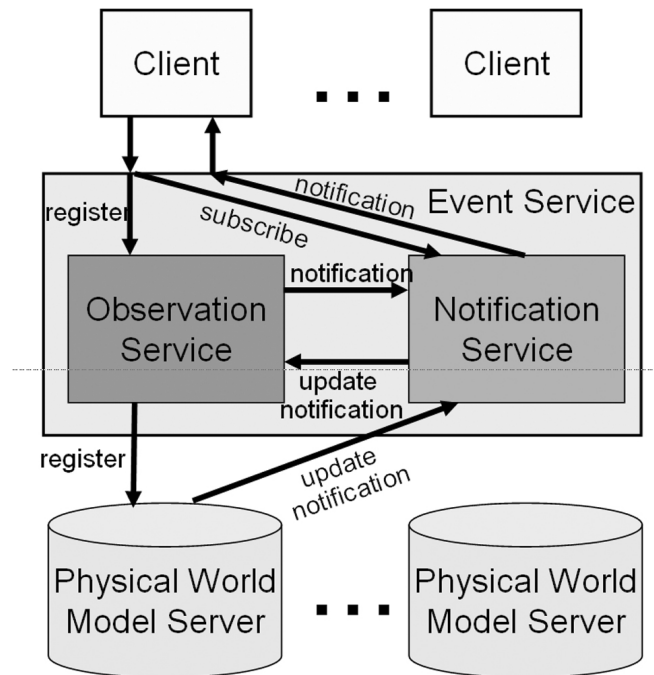 Client
...
Client
notification
Event Service
register
subscribe
notification
Observation
Service
Notification
Service
update
notification
register
update
notification
Physical World
Model Server
...
Physical World
Model Server